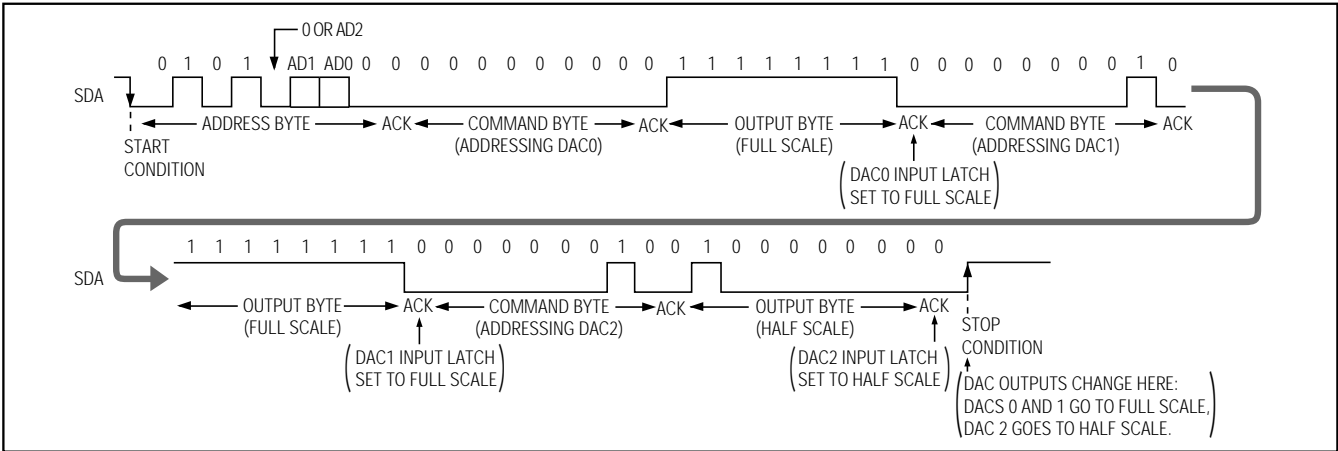 0 OR AD2
0 1 0 1 AD1 AD0 0 0 0 0 0 0 0 0 0 0 0 1 1 1 1 1 1 1 1 0 0 0 0 0 0 0 0 1 0
SDA
ADDRESS BYTE ACK COMMAND BYTE ACK OUTPUT BYTE ACK COMMAND BYTE ACK
(ADDRESSING DAC0) (FULL SCALE) (ADDRESSING DAC1)
START
CONDITION
(DAC0 INPUT LATCH
SET TO FULL SCALE)
1 1 1 1 1 1 1 1 0 0 0 0 0 0 0 1 0 0 1 0 0 0 0 0 0 0 0
SDA
OUTPUT BYTE ACK COMMAND BYTE ACK OUTPUT BYTE ACK
(FULL SCALE) (ADDRESSING DAC2) (HALF SCALE)
STOP
CONDITION
(DAC1 INPUT LATCH
SET TO FULL SCALE)
(DAC2 INPUT LATCH
SET TO HALF SCALE)
(DAC OUTPUTS CHANGE HERE:
DACS 0 AND 1 GO TO FULL SCALE,
DAC 2 GOES TO HALF SCALE.)